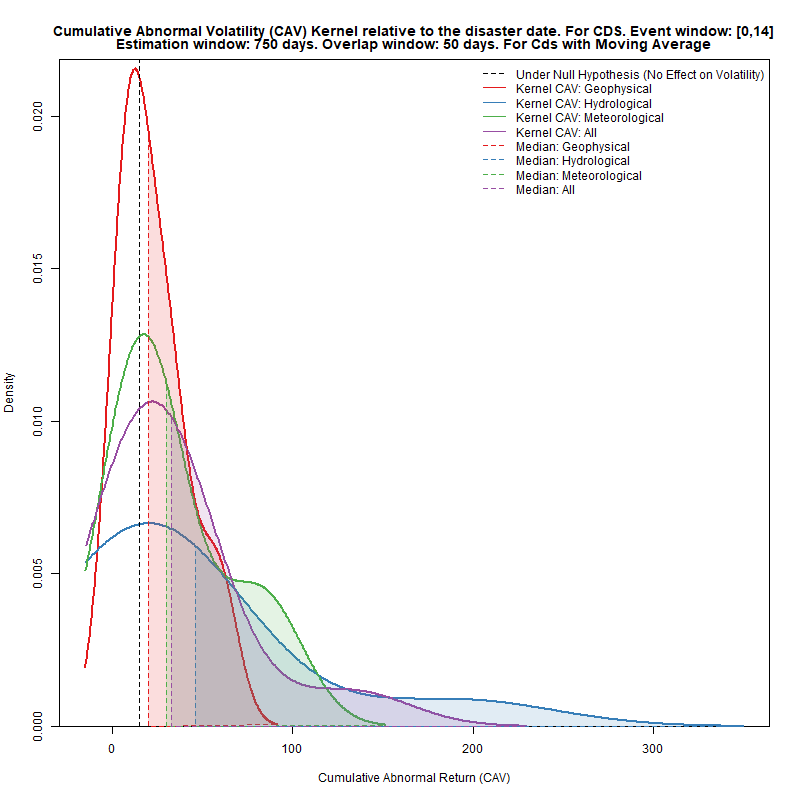 Cumulative Abnormal Volatility (CAV) Kernel relative to the disaster date. For CDS. Event window: [0,14]
Estimation window: 750 days. Overlap window: 50 days. For Cds with Moving Average
Under Null Hypothesis (No Effect on Volatility)
Kernel CAV: Geophysical
Kernel CAV: Hydrological
Kernel CAV: Meteorological
Kernel CAV: All
Median: Geophysical
Median: Hydrological
Median: Meteorological
Median: All
0.020
0.015
0.010
0.005
0.000
Density
0 100 200 300
Cumulative Abnormal Return (CAV)